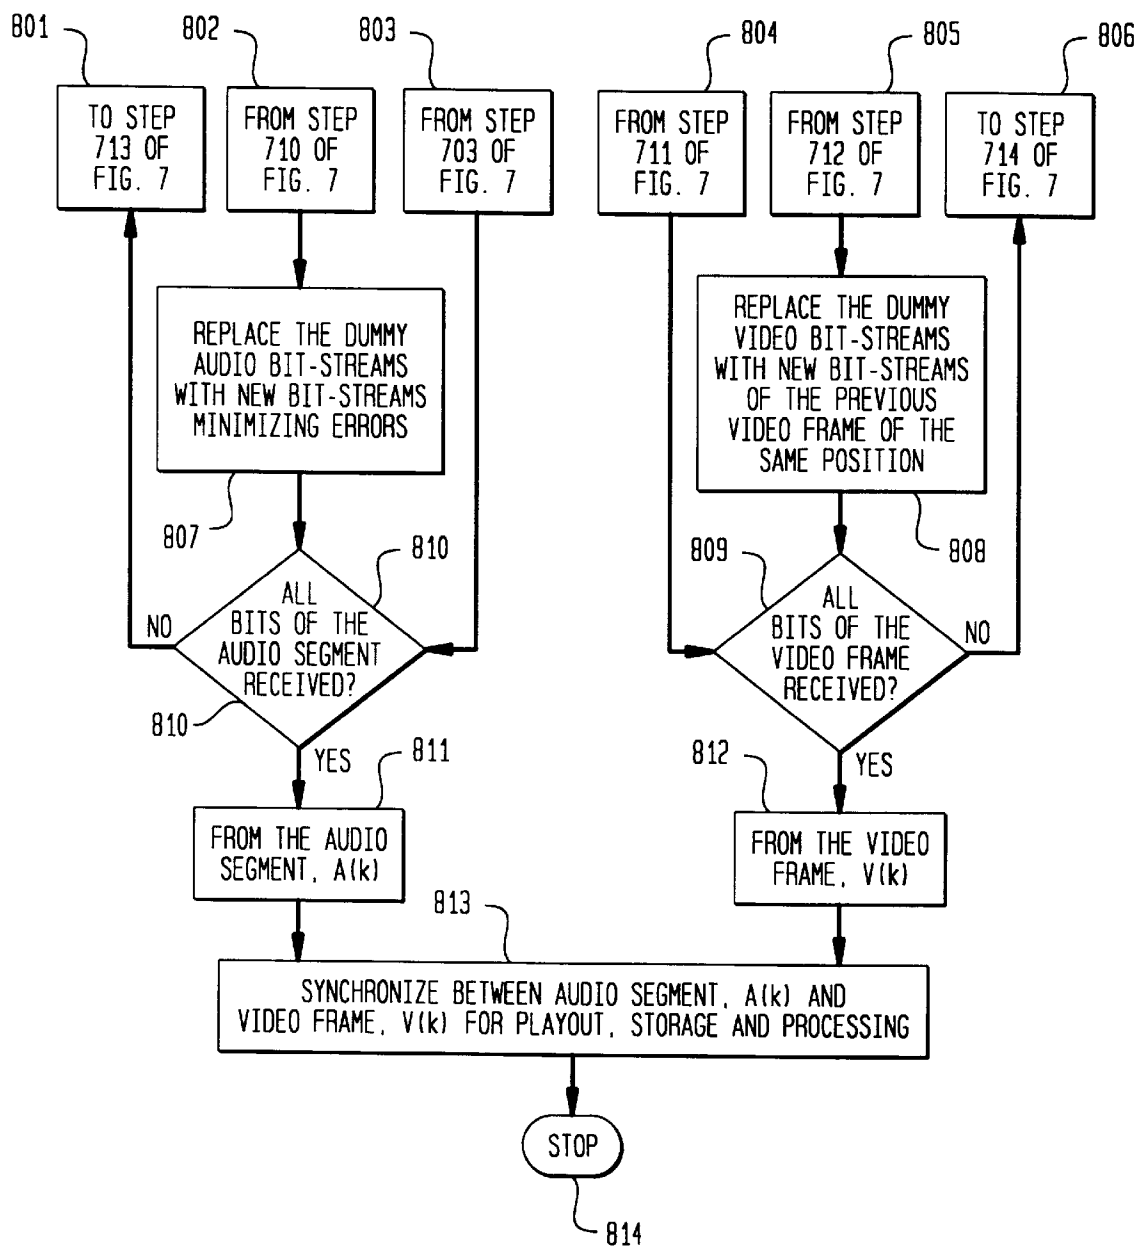 801
802
803
804
805
806
TO STEP
713 OF
FIG. 7
FROM STEP
710 OF
FIG. 7
FROM STEP
703 OF
FIG. 7
FROM STEP
711 OF
FIG. 7
FROM STEP
712 OF
FIG. 7
TO STEP
714 OF
FIG. 7
REPLACE THE DUMMY
AUDIO BIT-STREAMS
WITH NEW BIT-STREAMS
MINIMIZING ERRORS
REPLACE THE DUMMY
VIDEO BIT-STREAMS
WITH NEW BIT-STREAMS
OF THE PREVIOUS
VIDEO FRAME OF THE
SAME POSITION
807
810
809
808
ALL
BITS OF THE
AUDIO SEGMENT
RECEIVED?
NO
810
YES
ALL
BITS OF THE
VIDEO FRAME
RECEIVED?
NO
YES
811
812
FROM THE AUDIO
SEGMENT, A(k)
FROM THE VIDEO
FRAME, V(k)
813
SYNCHRONIZE BETWEEN AUDIO SEGMENT, A(k) AND
VIDEO FRAME, V(k) FOR PLAYOUT, STORAGE AND PROCESSING
STOP
814